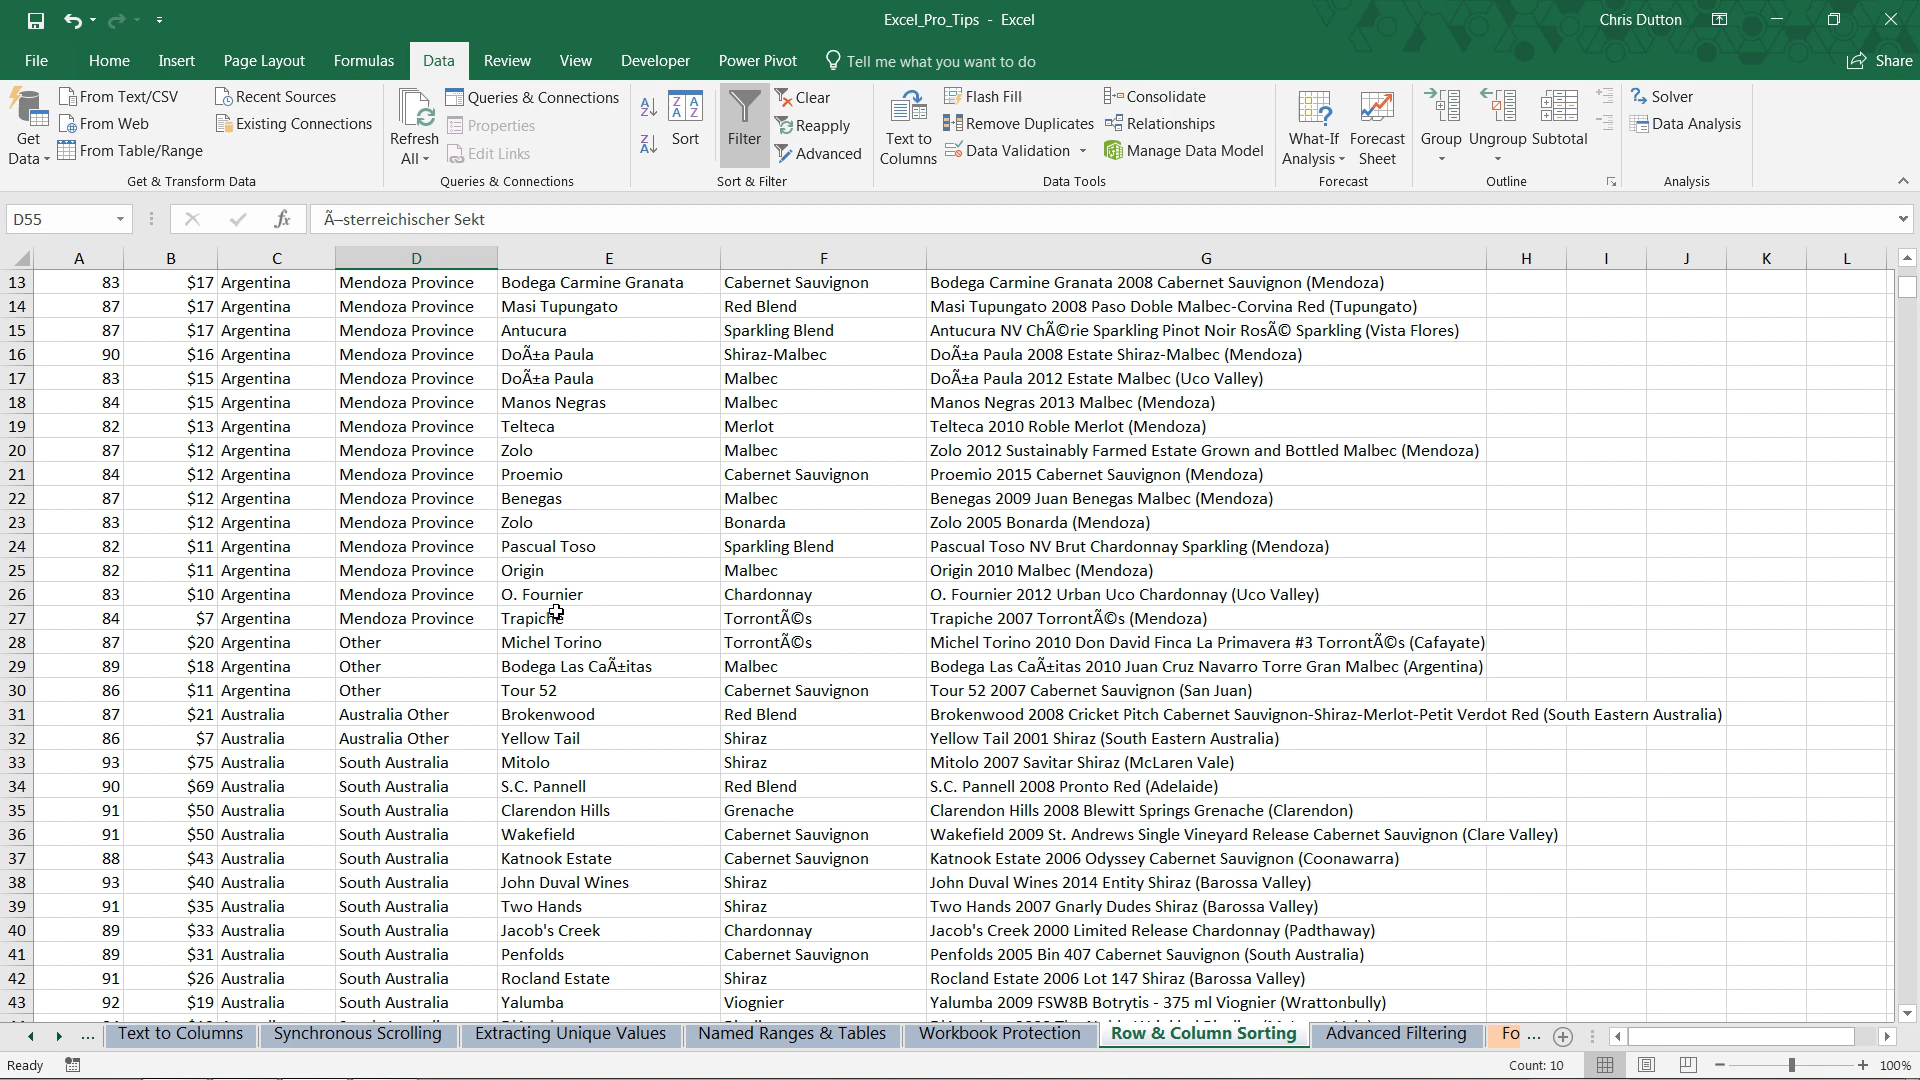 Excel_Pro_Tips - Excel
Chris Dutton
File Home Insert Page Layout Formulas Data Review View Developer Power Pivot Tell me what you want to do Share
From Text/CSV Recent Sources Queries & Connections Clear Flash Fill Consolidate Solver
From Web Existing Connections Properties Reapply Remove Duplicates Relationships Data Analysis
From Table/Range Edit Links Advanced Data Validation Manage Data Model
Get Data Refresh All Sort Filter Text to Columns What-If Analysis Forecast Sheet Group Ungroup Subtotal
Get & Transform Data Queries & Connections Sort & Filter Data Tools Forecast Outline Analysis
D55 fx Ã–sterreichischer Sekt
A B C D E F G H I J K L
13 83 $17 Argentina Mendoza Province Bodega Carmine Granata Cabernet Sauvignon Bodega Carmine Granata 2008 Cabernet Sauvignon (Mendoza)
14 87 $17 Argentina Mendoza Province Masi Tupungato Red Blend Masi Tupungato 2008 Paso Doble Malbec-Corvina Red (Tupungato)
15 87 $17 Argentina Mendoza Province Antucura Sparkling Blend Antucura NV ChÃ©rie Sparkling Pinot Noir RosÃ© Sparkling (Vista Flores)
16 90 $16 Argentina Mendoza Province DoÃ±a Paula Shiraz-Malbec DoÃ±a Paula 2008 Estate Shiraz-Malbec (Mendoza)
17 83 $15 Argentina Mendoza Province DoÃ±a Paula Malbec DoÃ±a Paula 2012 Estate Malbec (Uco Valley)
18 84 $15 Argentina Mendoza Province Manos Negras Malbec Manos Negras 2013 Malbec (Mendoza)
19 82 $13 Argentina Mendoza Province Telteca Merlot Telteca 2010 Roble Merlot (Mendoza)
20 87 $12 Argentina Mendoza Province Zolo Malbec Zolo 2012 Sustainably Farmed Estate Grown and Bottled Malbec (Mendoza)
21 84 $12 Argentina Mendoza Province Proemio Cabernet Sauvignon Proemio 2015 Cabernet Sauvignon (Mendoza)
22 87 $12 Argentina Mendoza Province Benegas Malbec Benegas 2009 Juan Benegas Malbec (Mendoza)
23 83 $12 Argentina Mendoza Province Zolo Bonarda Zolo 2005 Bonarda (Mendoza)
24 82 $11 Argentina Mendoza Province Pascual Toso Sparkling Blend Pascual Toso NV Brut Chardonnay Sparkling (Mendoza)
25 82 $11 Argentina Mendoza Province Origin Malbec Origin 2010 Malbec (Mendoza)
26 83 $10 Argentina Mendoza Province O. Fournier Chardonnay O. Fournier 2012 Urban Uco Chardonnay (Uco Valley)
27 84 $7 Argentina Mendoza Province Trapiche TorrontÃ©s Trapiche 2007 TorrontÃ©s (Mendoza)
28 87 $20 Argentina Other Michel Torino TorrontÃ©s Michel Torino 2010 Don David Finca La Primavera #3 TorrontÃ©s (Cafayate)
29 89 $18 Argentina Other Bodega Las CaÃ±itas Malbec Bodega Las CaÃ±itas 2010 Juan Cruz Navarro Torre Gran Malbec (Argentina)
30 86 $11 Argentina Other Tour 52 Cabernet Sauvignon Tour 52 2007 Cabernet Sauvignon (San Juan)
31 87 $21 Australia Australia Other Brokenwood Red Blend Brokenwood 2008 Cricket Pitch Cabernet Sauvignon-Shiraz-Merlot-Petit Verdot Red (South Eastern Australia)
32 86 $7 Australia Australia Other Yellow Tail Shiraz Yellow Tail 2001 Shiraz (South Eastern Australia)
33 93 $75 Australia South Australia Mitolo Shiraz Mitolo 2007 Savitar Shiraz (McLaren Vale)
34 90 $69 Australia South Australia S.C. Pannell Red Blend S.C. Pannell 2008 Pronto Red (Adelaide)
35 91 $50 Australia South Australia Clarendon Hills Grenache Clarendon Hills 2008 Blewitt Springs Grenache (Clarendon)
36 91 $50 Australia South Australia Wakefield Cabernet Sauvignon Wakefield 2009 St. Andrews Single Vineyard Release Cabernet Sauvignon (Clare Valley)
37 88 $43 Australia South Australia Katnook Estate Cabernet Sauvignon Katnook Estate 2006 Odyssey Cabernet Sauvignon (Coonawarra)
38 93 $40 Australia South Australia John Duval Wines Shiraz John Duval Wines 2014 Entity Shiraz (Barossa Valley)
39 91 $35 Australia South Australia Two Hands Shiraz Two Hands 2007 Gnarly Dudes Shiraz (Barossa Valley)
40 89 $33 Australia South Australia Jacob's Creek Chardonnay Jacob's Creek 2000 Limited Release Chardonnay (Padthaway)
41 89 $31 Australia South Australia Penfolds Cabernet Sauvignon Penfolds 2005 Bin 407 Cabernet Sauvignon (South Australia)
42 91 $26 Australia South Australia Rocland Estate Shiraz Rocland Estate 2006 Lot 147 Shiraz (Barossa Valley)
43 92 $19 Australia South Australia Yalumba Viognier Yalumba 2009 FSW8B Botrytis - 375 ml Viognier (Wrattonbully)
... Text to Columns Synchronous Scrolling Extracting Unique Values Named Ranges & Tables Workbook Protection Row & Column Sorting Advanced Filtering Fo ...
Ready Count: 10 100%